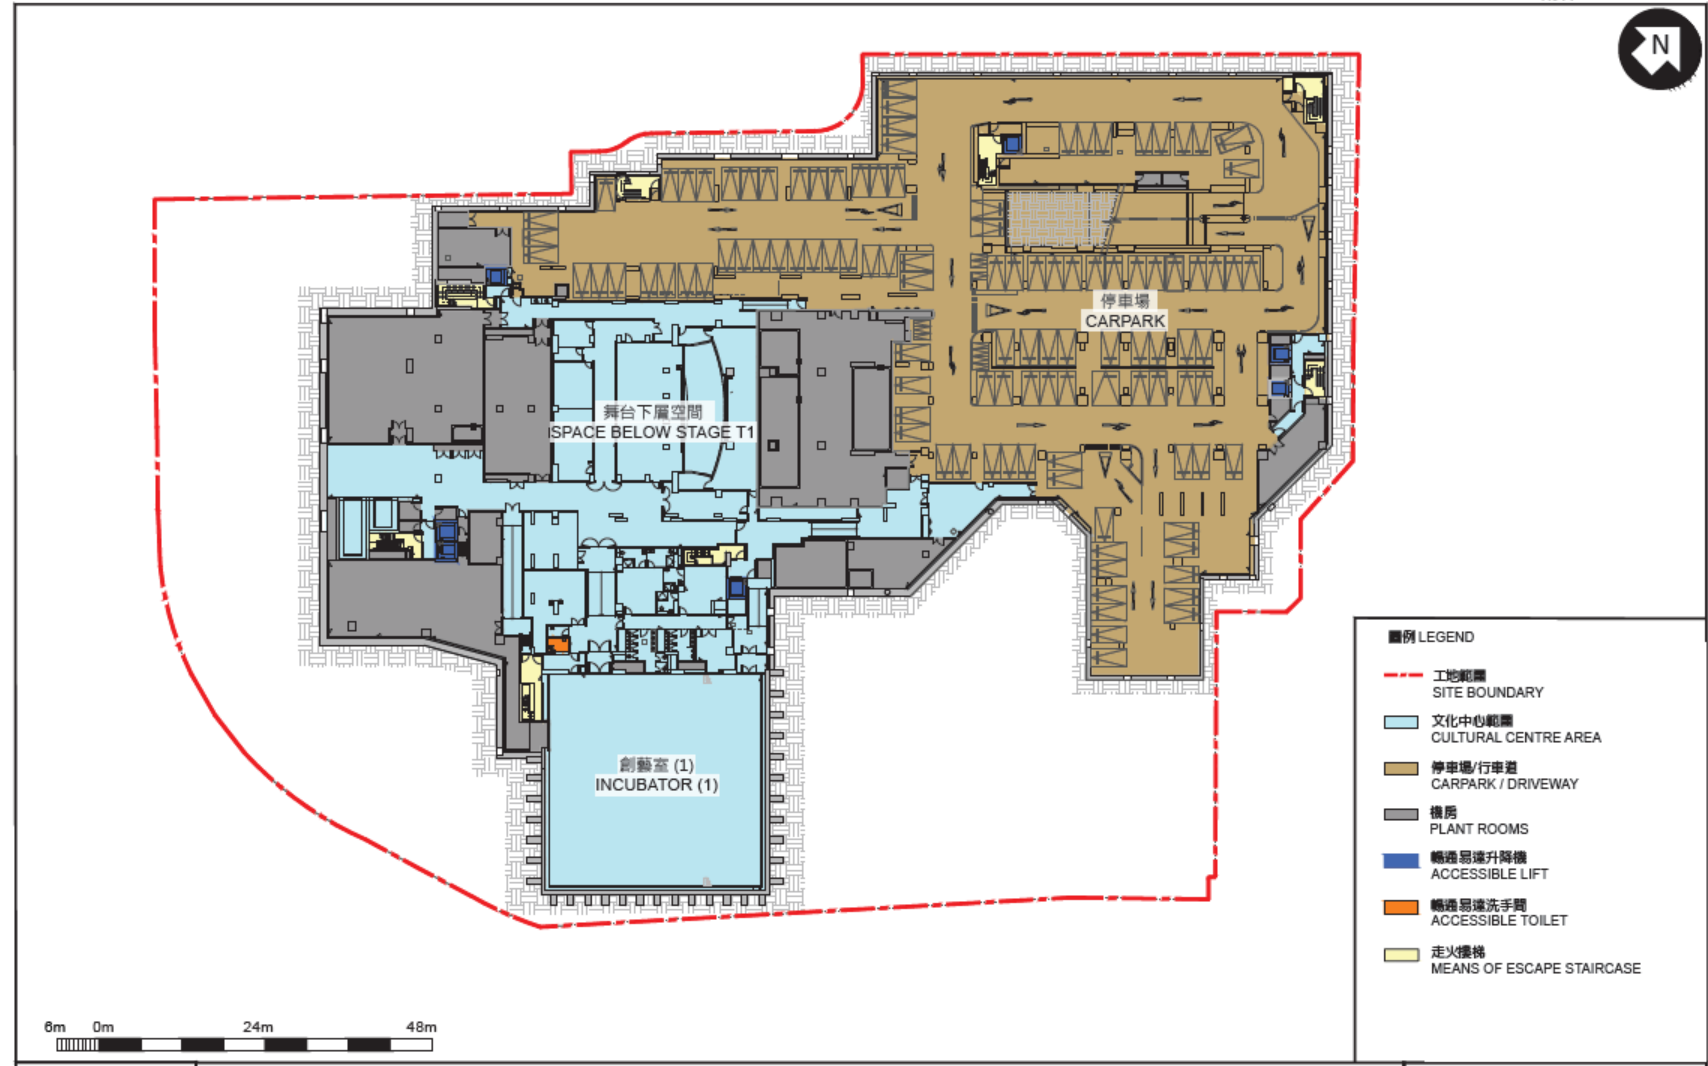 N
停車場
CARPARK
舞台下層空間
SPACE BELOW STAGE T1
創藝室 (1)
INCUBATOR (1)
圖例 LEGEND
工地範圍
SITE BOUNDARY
文化中心範圍
CULTURAL CENTRE AREA
停車場/行車道
CARPARK / DRIVEWAY
機房
PLANT ROOMS
暢通易達升降機
ACCESSIBLE LIFT
暢通易達洗手間
ACCESSIBLE TOILET
走火樓梯
MEANS OF ESCAPE STAIRCASE
6m 0m 24m 48m